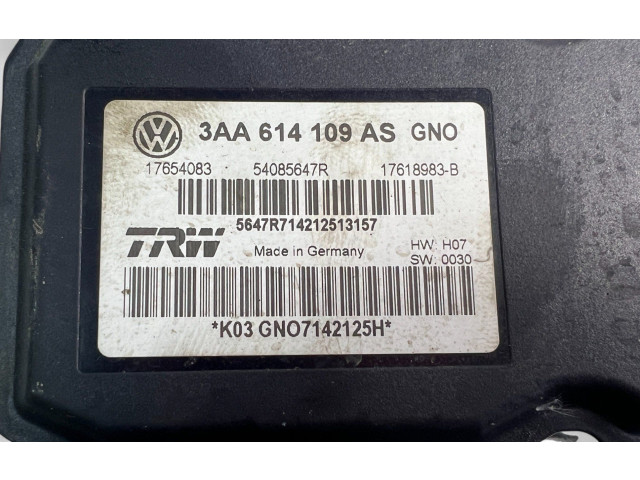 3AA 614 109 AS GNO
17654083 54085647R 17618983-B
5647R714212513157
TRW Made in Germany HW: H07
SW: 0030
*K03 GNO7142125H*